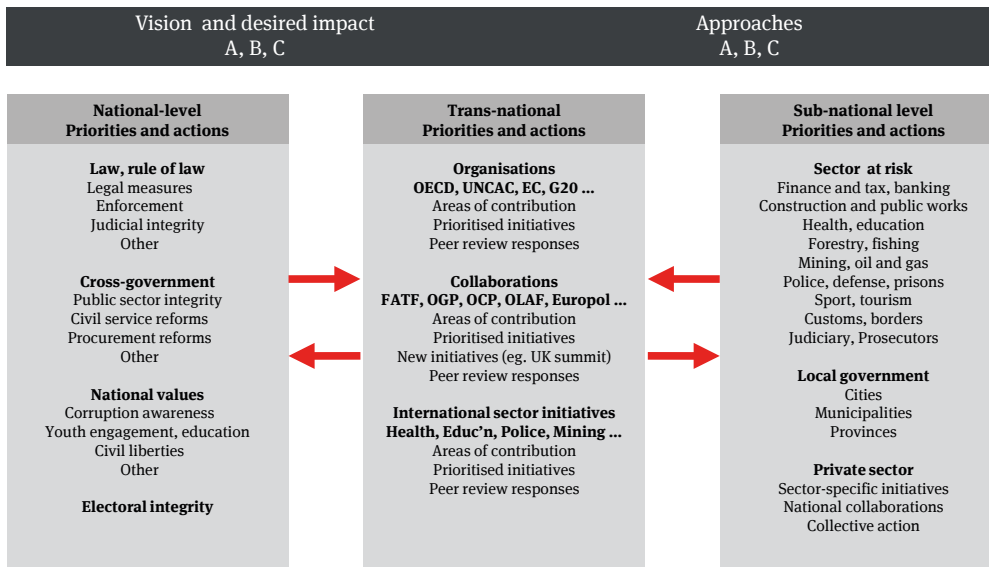 Vision and desired impact
A, B, C
Approaches
A, B, C
National-level
Priorities and actions
Law, rule of law
Legal measures
Enforcement
Judicial integrity
Other
Cross-government
Public sector integrity
Civil service reforms
Procurement reforms
Other
National values
Corruption awareness
Youth engagement, education
Civil liberties
Other
Electoral integrity
Trans-national
Priorities and actions
Organisations
OECD, UNCAC, EC, G20 ...
Areas of contribution
Prioritised initiatives
Peer review responses
Collaborations
FATF, OGP, OCP, OLAF, Europol ...
Areas of contribution
Prioritised initiatives
New initiatives (eg. UK summit)
Peer review responses
International sector initiatives
Health, Educ'n, Police, Mining ...
Areas of contribution
Prioritised initiatives
Peer review responses
Sub-national level
Priorities and actions
Sector at risk
Finance and tax, banking
Construction and public works
Health, education
Forestry, fishing
Mining, oil and gas
Police, defense, prisons
Sport, tourism
Customs, borders
Judiciary, Prosecutors
Local government
Cities
Municipalities
Provinces
Private sector
Sector-specific initiatives
National collaborations
Collective action